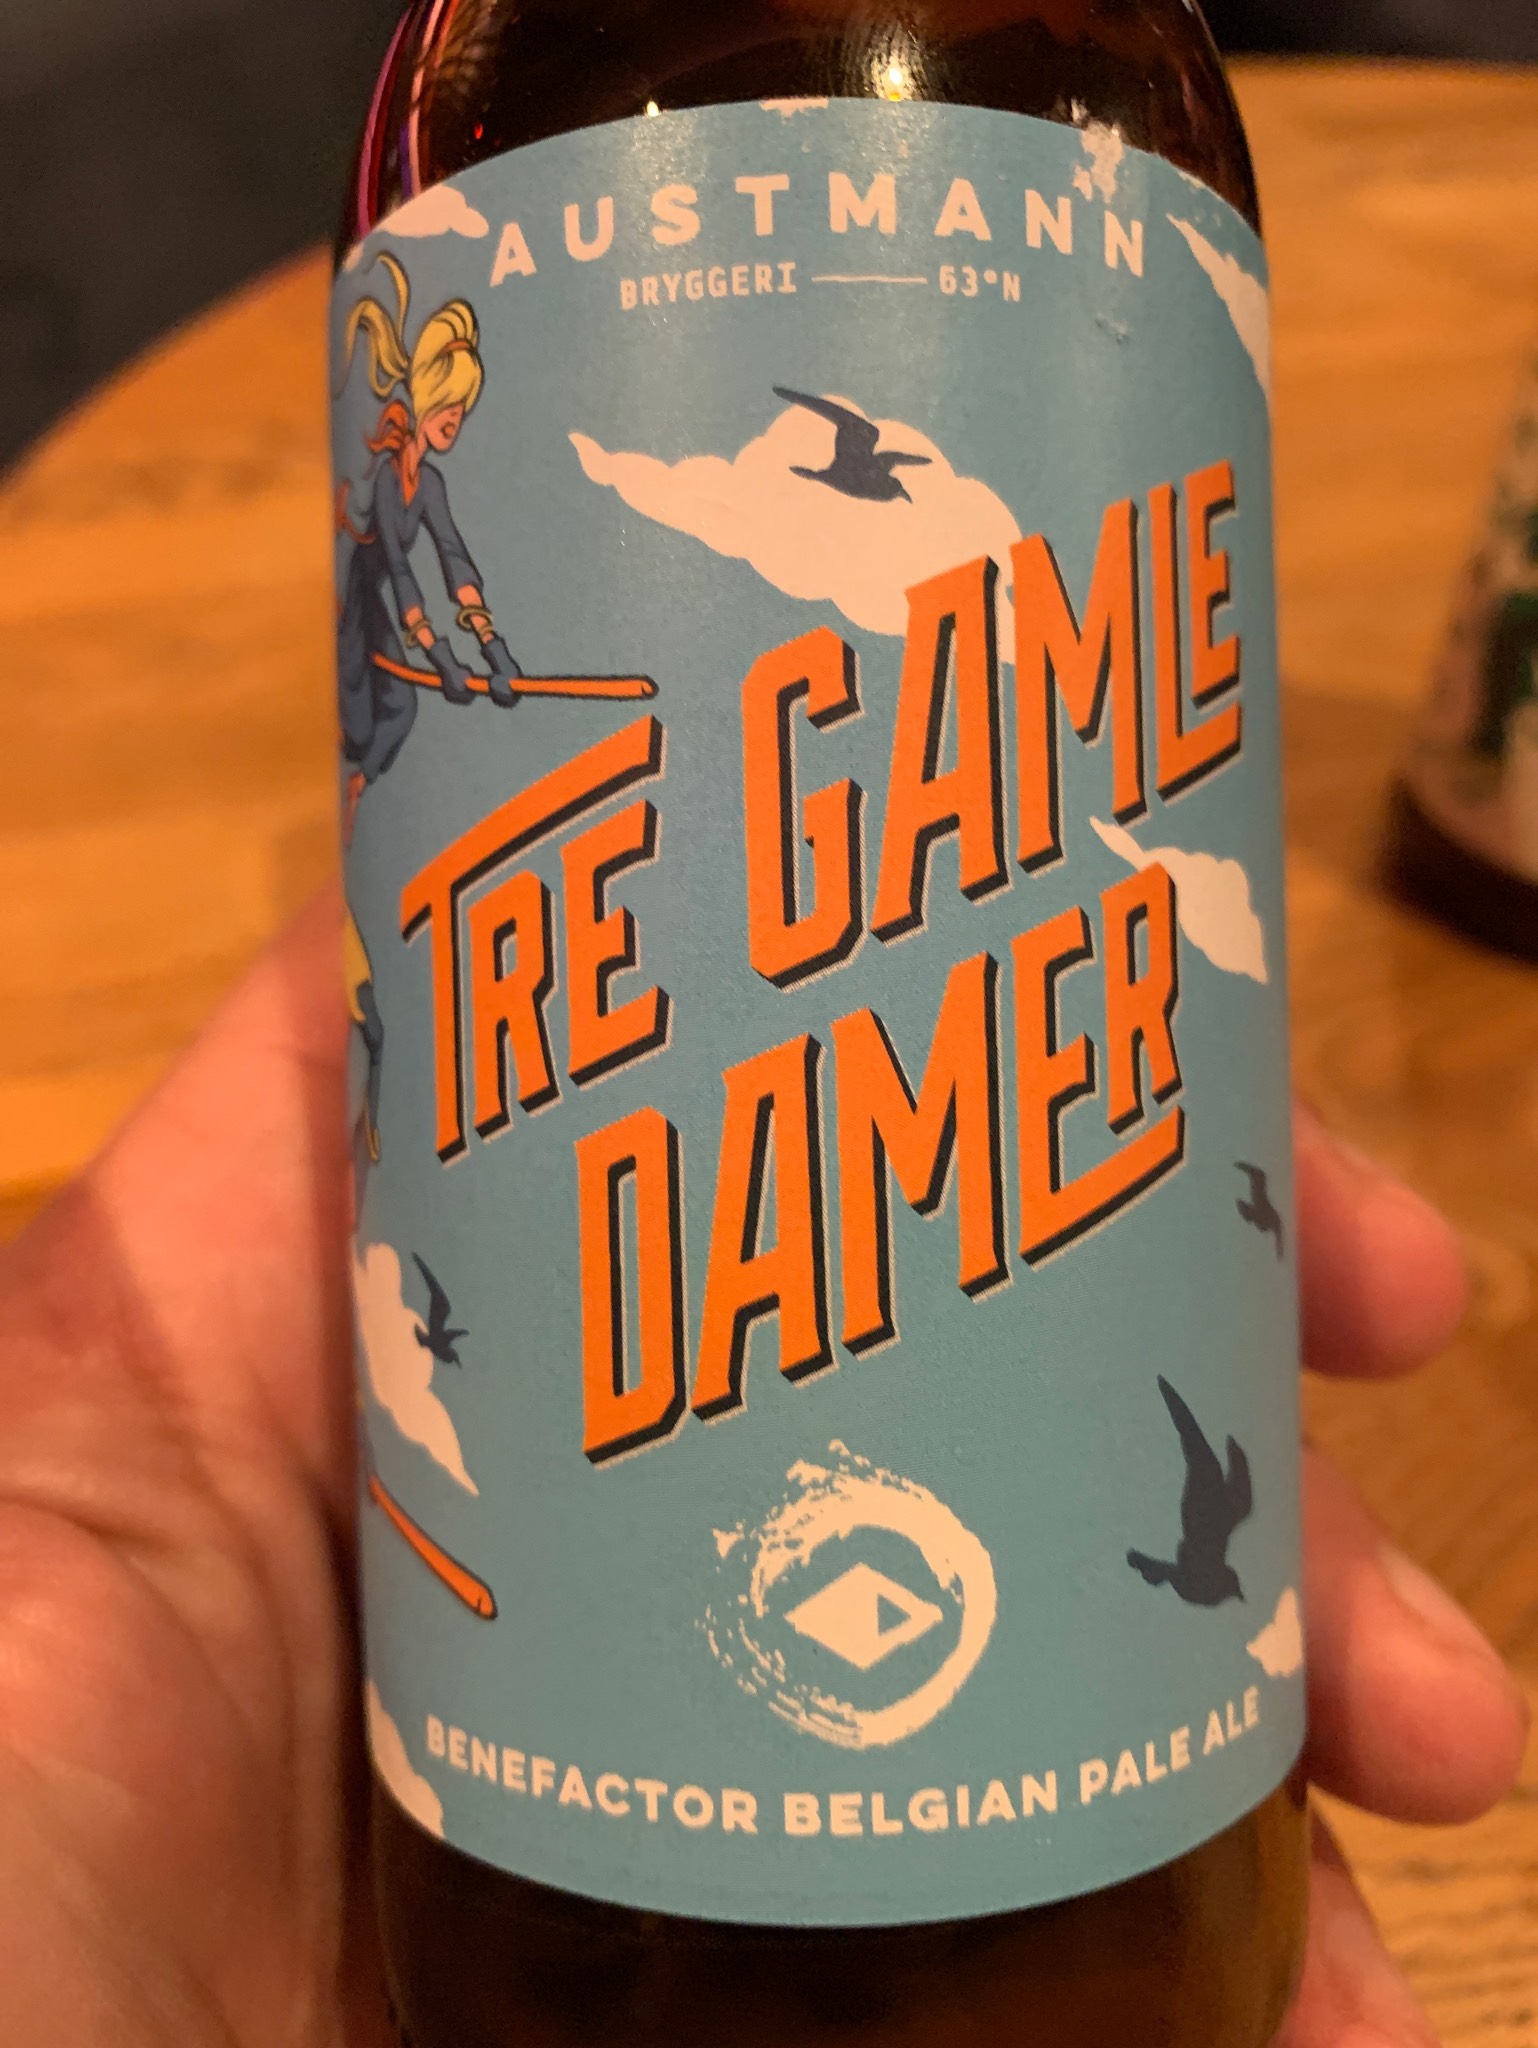 AUSTMANN
BRYGGERI — 63°N
TRE GAMLE
DAMER
BENEFACTOR BELGIAN PALE ALE